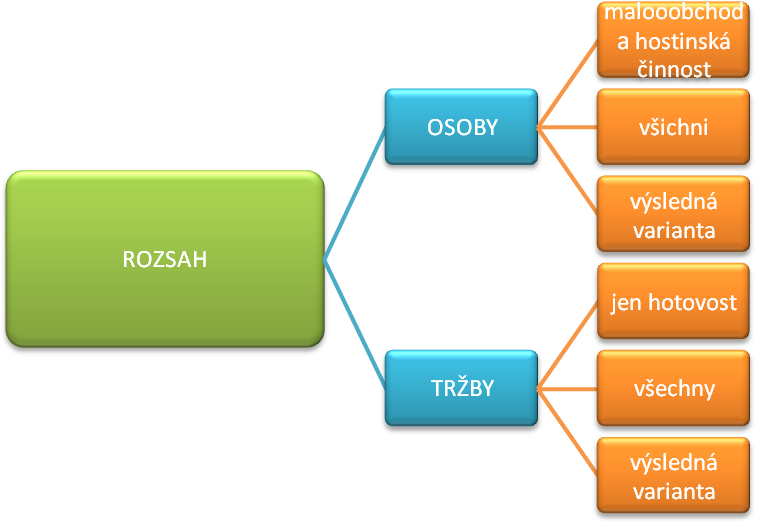 malooobchod
a hostinská
činnost
OSOBY
všichni
výsledná
varianta
ROZSAH
jen hotovost
TRŽBY
všechny
výsledná
varianta